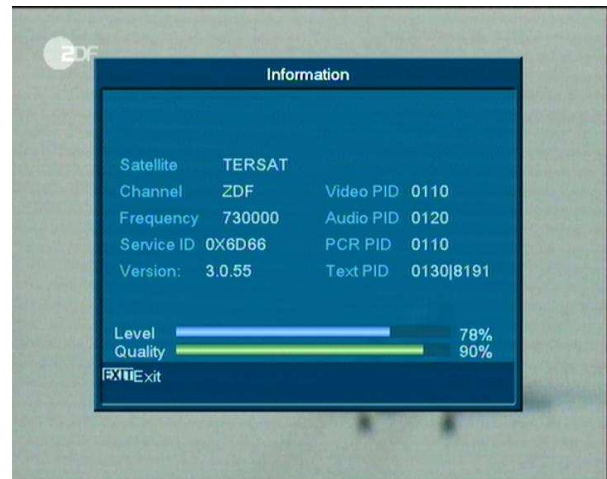 ZDF
Information
Satellite TERSAT
Channel ZDF Video PID 0110
Frequency 730000 Audio PID 0120
Service ID 0X6D66 PCR PID 0110
Version: 3.0.55 Text PID 0130|8191
Level 78%
Quality 90%
EXIT Exit